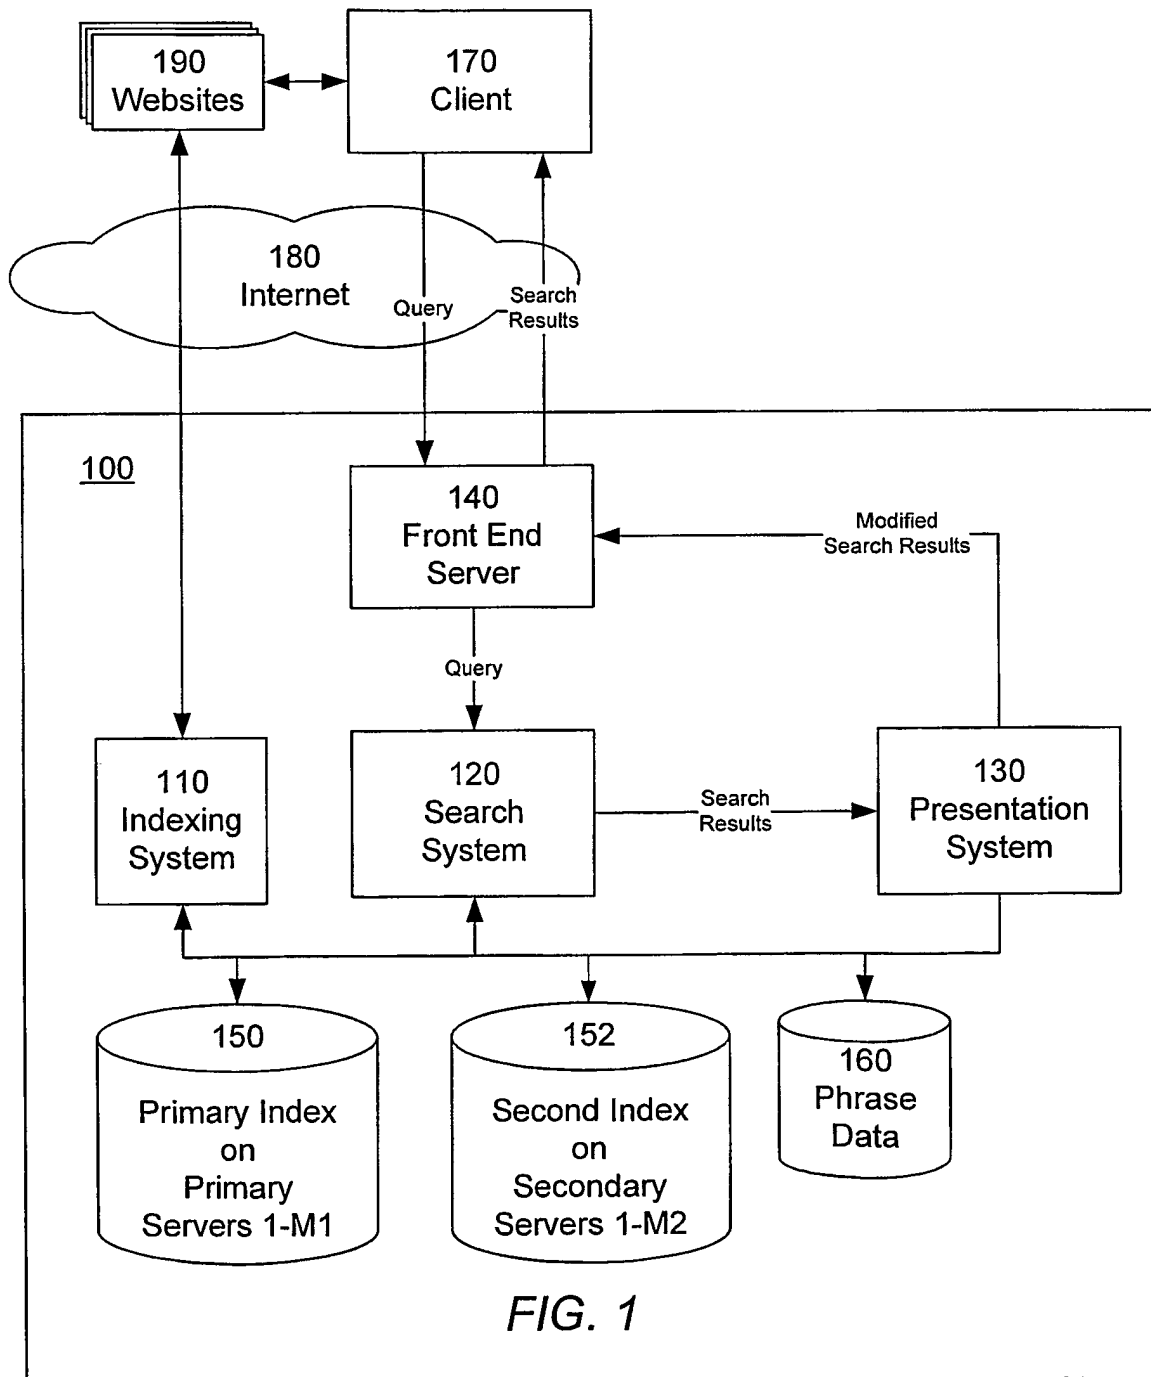 190
Websites
170
Client
180
Internet
Query
Search
Results
100
140
Front End
Server
Modified
Search Results
Query
110
Indexing
System
120
Search
System
Search
Results
130
Presentation
System
150
Primary Index
on
Primary
Servers 1-M1
152
Second Index
on
Secondary
Servers 1-M2
160
Phrase
Data
FIG. 1